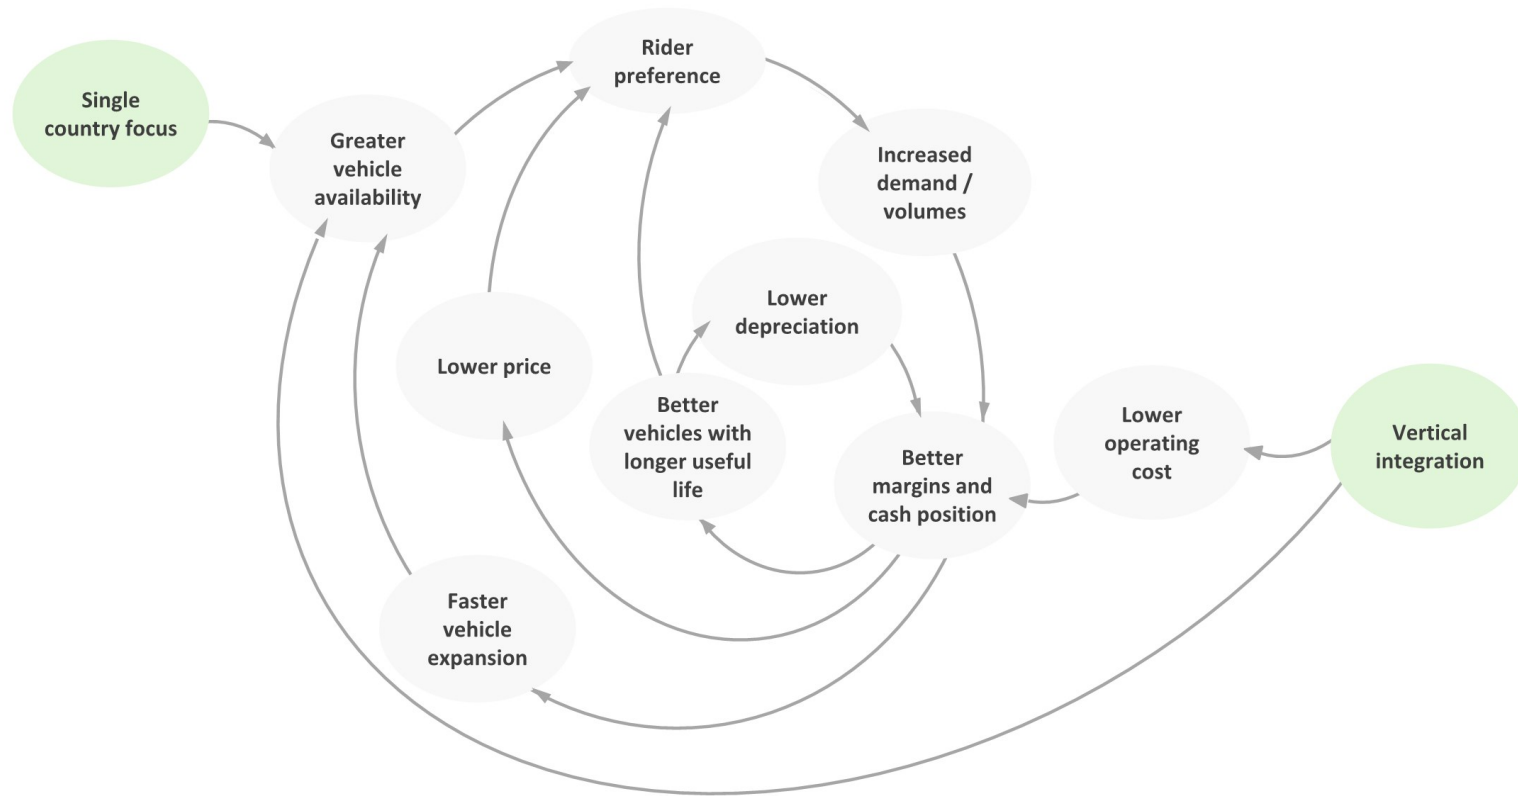 Single
country focus
Greater
vehicle
availability
Rider
preference
Increased
demand /
volumes
Lower
depreciation
Lower price
Better
vehicles with
longer useful
life
Better
margins and
cash position
Lower
operating
cost
Vertical
integration
Faster
vehicle
expansion